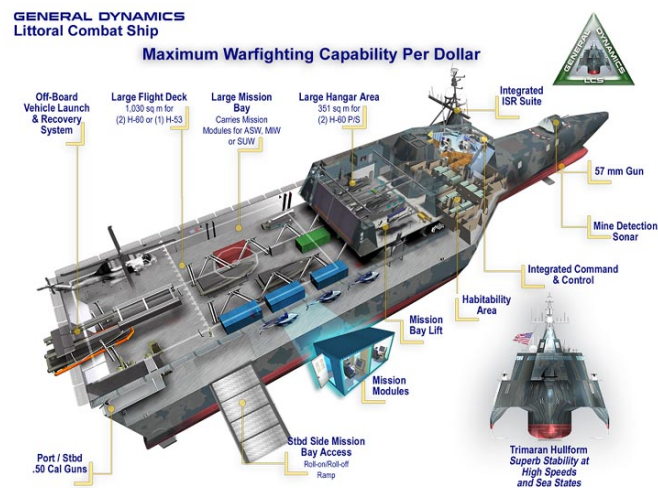 GENERAL DYNAMICS
Littoral Combat Ship
Maximum Warfighting Capability Per Dollar
GENERAL DYNAMICS
LCS
Off-Board
Vehicle Launch
& Recovery
System
Large Flight Deck
1,030 sq m for
(2) H-60 or (1) H-53
Large Mission
Bay
Carries Mission
Modules for ASW, MIW
or SUW
Large Hangar Area
351 sq m for
(2) H-60 P/S
Integrated
ISR Suite
57 mm Gun
Mine Detection
Sonar
Integrated Command
& Control
Habitability
Area
Mission
Bay Lift
Mission
Modules
Stbd Side Mission
Bay Access
Roll-on/Roll-off
Ramp
Port / Stbd
.50 Cal Guns
Trimaran Hullform
Superb Stability at
High Speeds
and Sea States